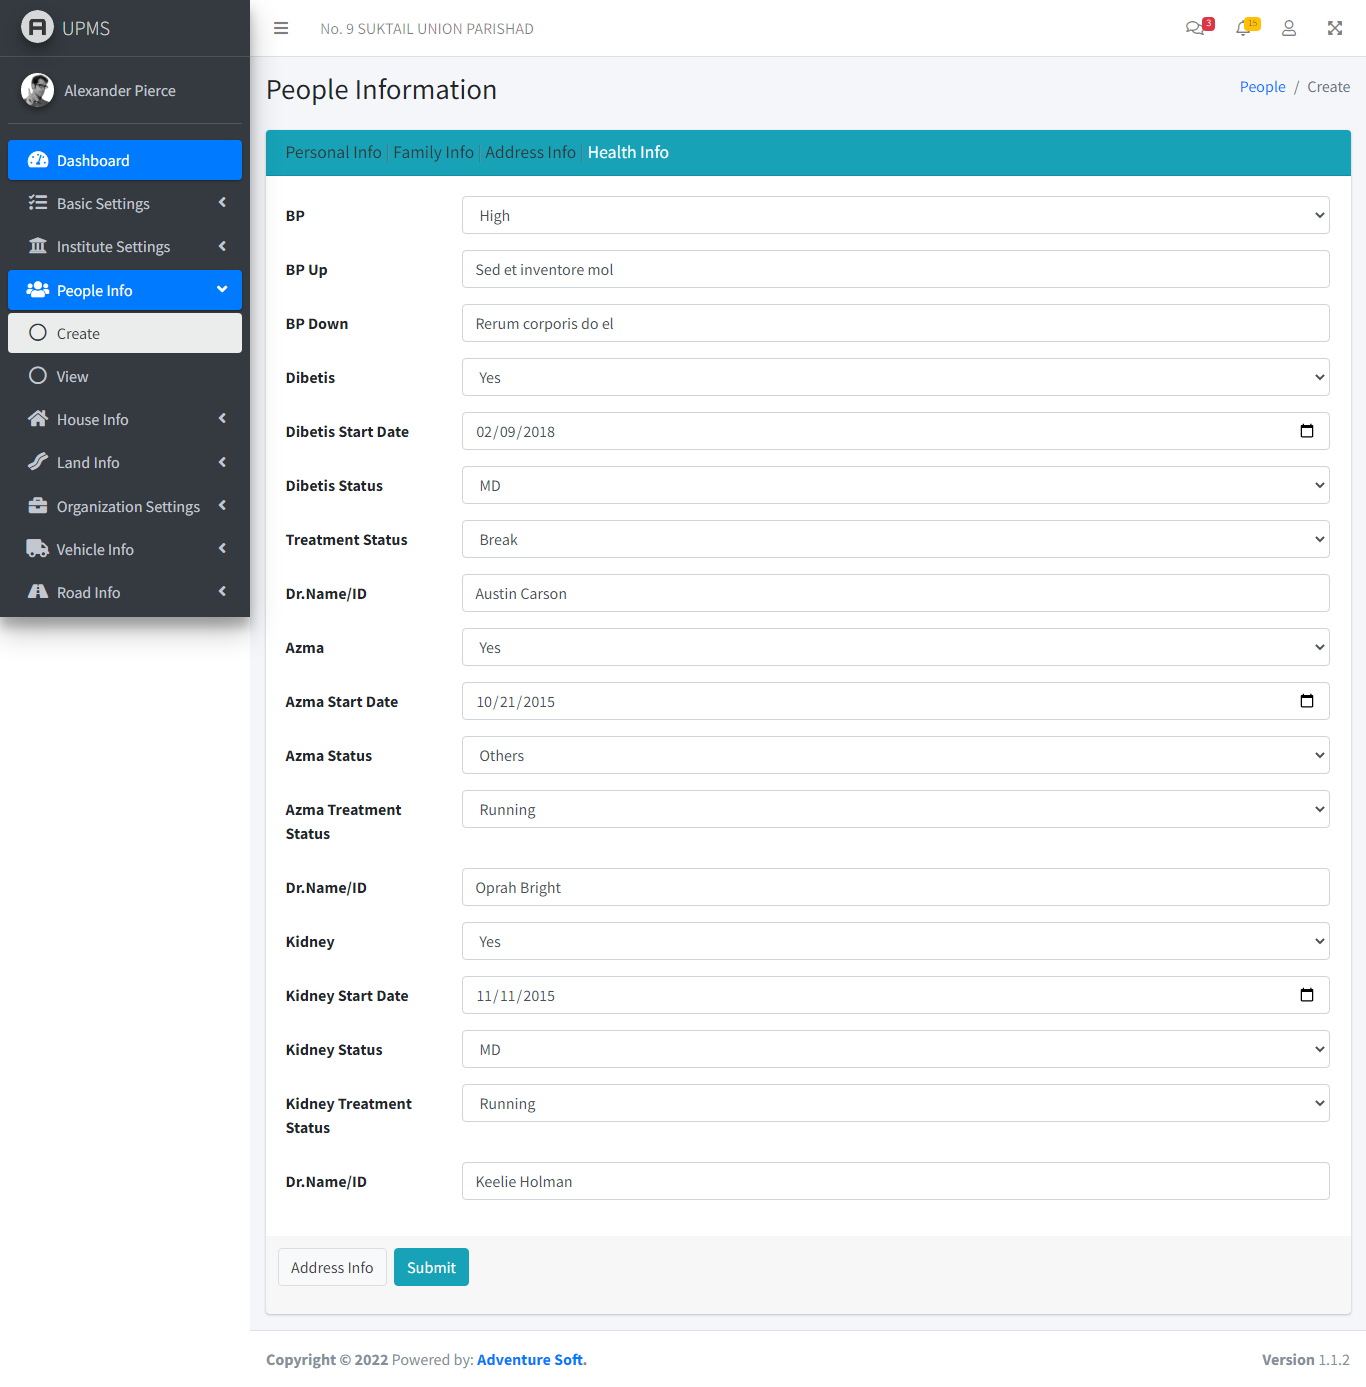 UPMS
No. 9 SUKTAIL UNION PARISHAD
3
15
Alexander Pierce
Dashboard
Basic Settings
Institute Settings
People Info
Create
View
House Info
Land Info
Organization Settings
Vehicle Info
Road Info
People Information
People / Create
Personal Info | Family Info | Address Info | Health Info
BP High
BP Up Sed et inventore mol
BP Down Rerum corporis do el
Dibetis Yes
Dibetis Start Date 02/09/2018
Dibetis Status MD
Treatment Status Break
Dr.Name/ID Austin Carson
Azma Yes
Azma Start Date 10/21/2015
Azma Status Others
Azma Treatment Running
Status
Dr.Name/ID Oprah Bright
Kidney Yes
Kidney Start Date 11/11/2015
Kidney Status MD
Kidney Treatment Running
Status
Dr.Name/ID Keelie Holman
Address Info Submit
Copyright © 2022 Powered by: Adventure Soft. Version 1.1.2